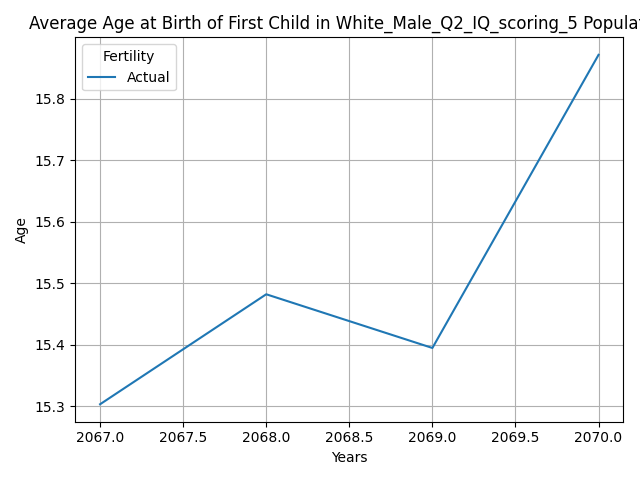 Average Age at Birth of First Child in White_Male_Q2_IQ_scoring_5 Populat
Fertility
Actual
Age
15.8
15.7
15.6
15.5
15.4
15.3
2067.0 2067.5 2068.0 2068.5 2069.0 2069.5 2070.0
Years